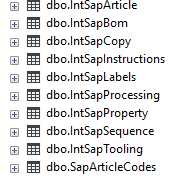 dbo.IntSapArticle
dbo.IntSapBom
dbo.IntSapCopy
dbo.IntSapInstructions
dbo.IntSapLabels
dbo.IntSapProcessing
dbo.IntSapProperty
dbo.IntSapSequence
dbo.IntSapTooling
dbo.SapArticleCodes